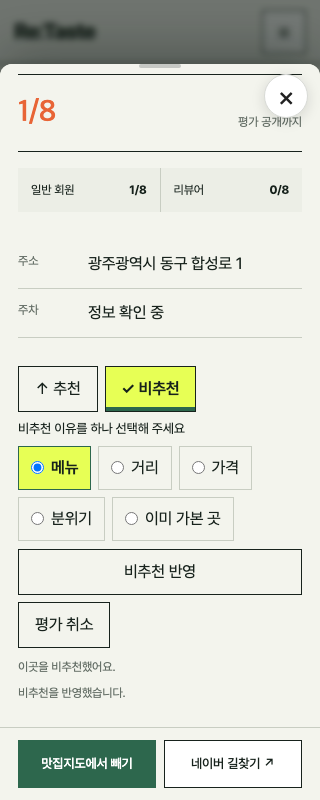 Re:Taste
×
1/8
평가 공개까지
일반 회원 1/8 리뷰어 0/8
주소 광주광역시 동구 합성로 1
주차 정보 확인 중
↑ 추천 ✓ 비추천
비추천 이유를 하나 선택해 주세요
메뉴 거리 가격
분위기 이미 가본 곳
비추천 반영
평가 취소
이곳을 비추천했어요.
비추천을 반영했습니다.
맛집지도에서 빼기 네이버 길찾기 ↗